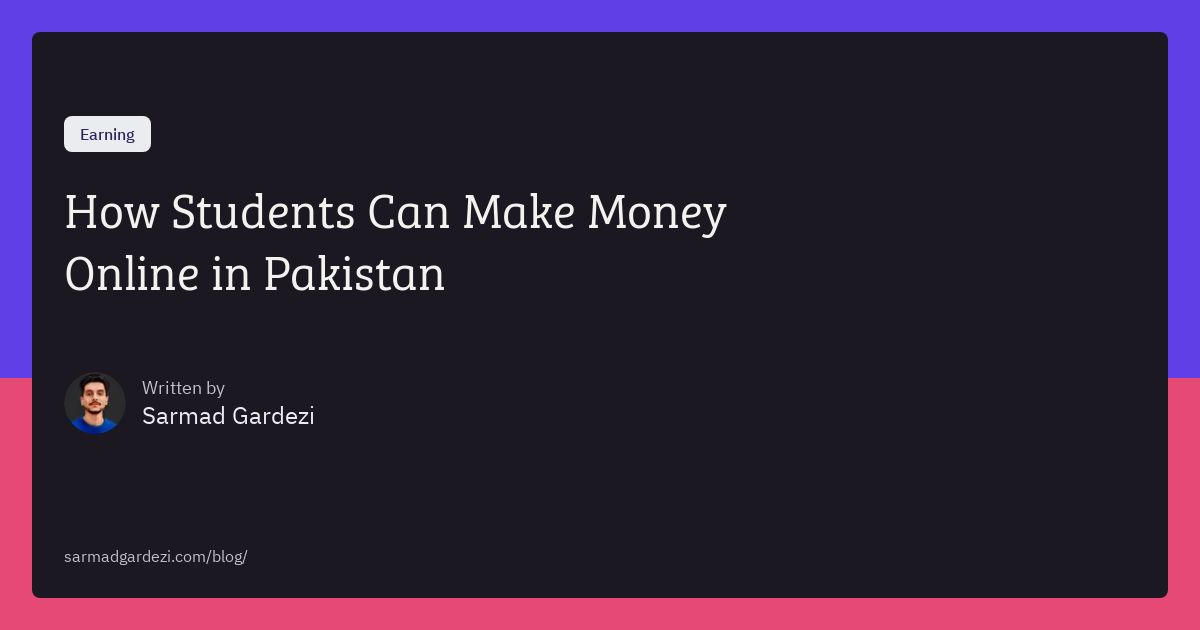 Earning
How Students Can Make Money
Online in Pakistan
Written by
Sarmad Gardezi
sarmadgardezi.com/blog/